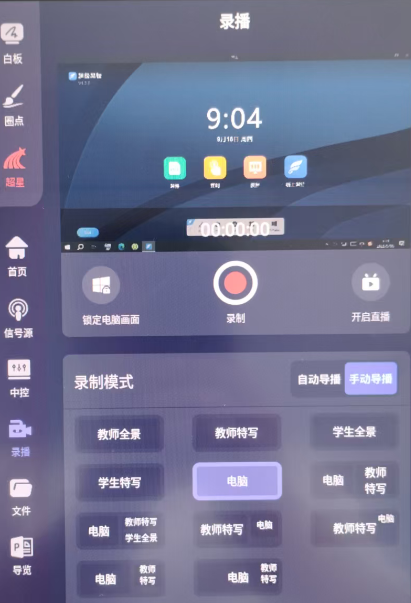 录播
白板
圈点
超星
首页
信号源
中控
录播
文件
导览
9:04
00:00:00
锁定电脑画面
录制
开启直播
录制模式
自动导播
手动导播
教师全景
教师特写
学生全景
学生特写
电脑
电脑
教师
特写
电脑
教师特写
学生全景
教师特写
电脑
教师特写
电脑
电脑
教师
特写
电脑
教师
特写